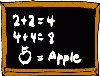 2+2=4
4+4=8
= Apple